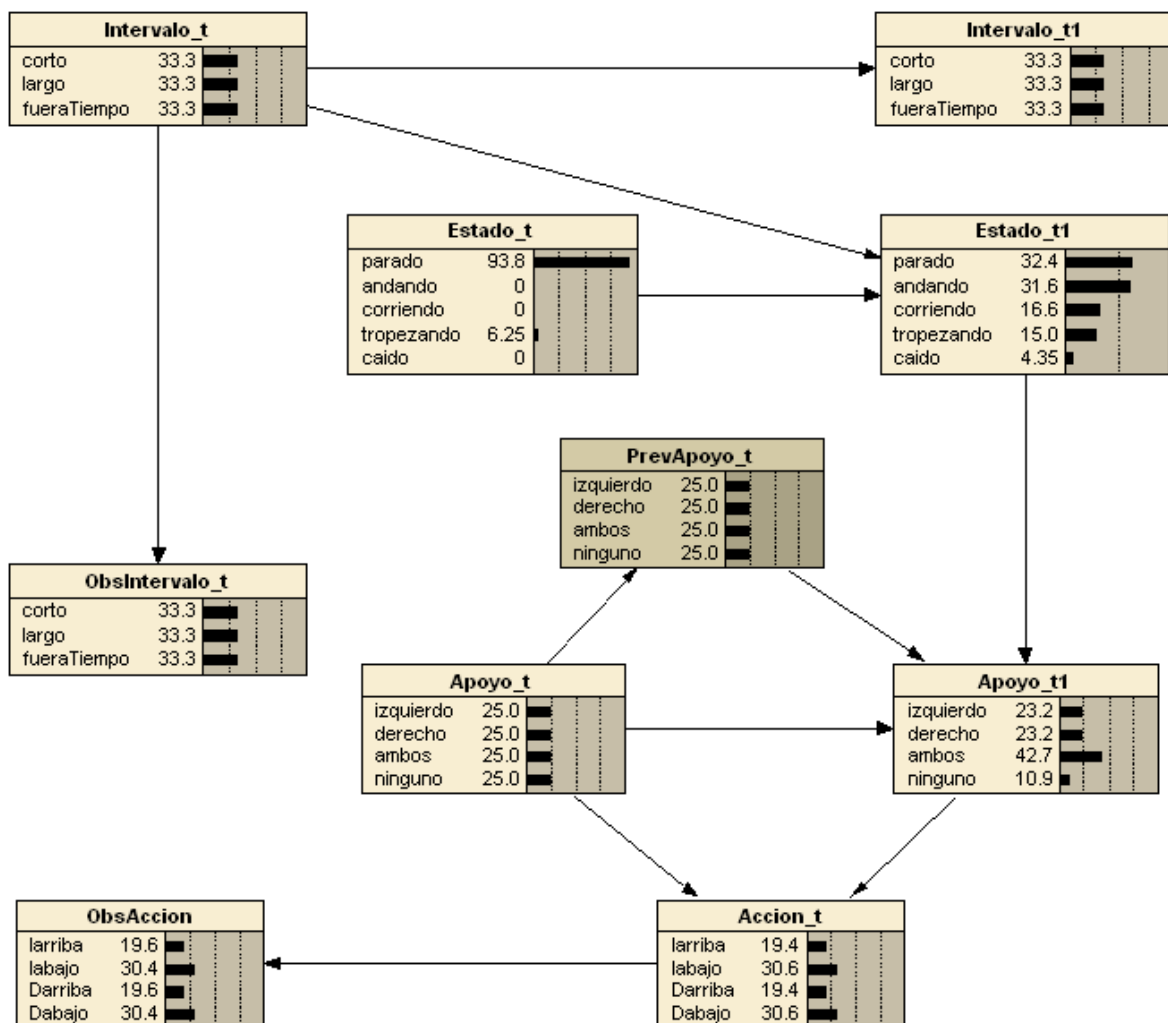 Intervalo_t
corto 33.3
largo 33.3
fueraTiempo 33.3
Intervalo_t1
corto 33.3
largo 33.3
fueraTiempo 33.3
Estado_t
parado 93.8
andando 0
corriendo 0
tropezando 6.25
caido 0
Estado_t1
parado 32.4
andando 31.6
corriendo 16.6
tropezando 15.0
caido 4.35
PrevApoyo_t
izquierdo 25.0
derecho 25.0
ambos 25.0
ninguno 25.0
ObsIntervalo_t
corto 33.3
largo 33.3
fueraTiempo 33.3
Apoyo_t
izquierdo 25.0
derecho 25.0
ambos 25.0
ninguno 25.0
Apoyo_t1
izquierdo 23.2
derecho 23.2
ambos 42.7
ninguno 10.9
ObsAccion
Iarriba 19.6
Iabajo 30.4
Darriba 19.6
Dabajo 30.4
Accion_t
Iarriba 19.4
Iabajo 30.6
Darriba 19.4
Dabajo 30.6